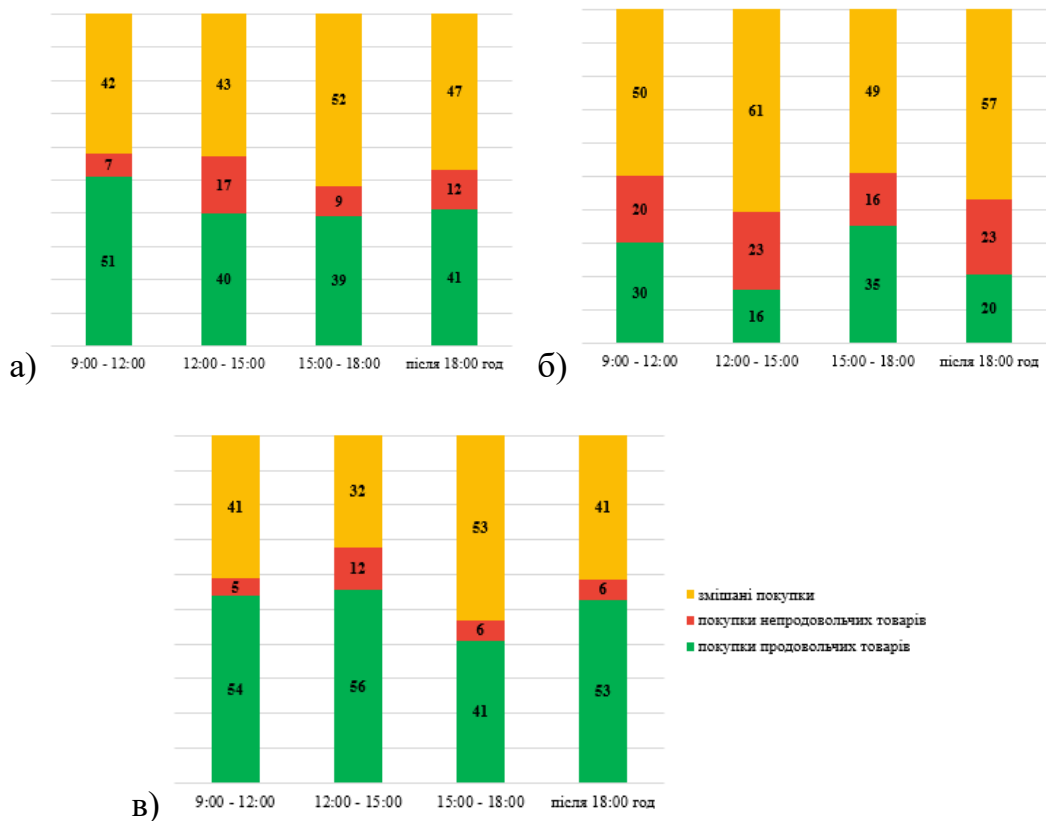 42 43 52 47
7 17 9 12
51 40 39 41
9:00 - 12:00 12:00 - 15:00 15:00 - 18:00 після 18:00 год
а)
50 61 49 57
20 23 16 23
30 16 35 20
9:00 - 12:00 12:00 - 15:00 15:00 - 18:00 після 18:00 год
б)
41 32 53 41
5 12 6 6
54 56 41 53
9:00 - 12:00 12:00 - 15:00 15:00 - 18:00 після 18:00 год
в)
змішані покупки
покупки непродовольчих товарів
покупки продовольчих товарів